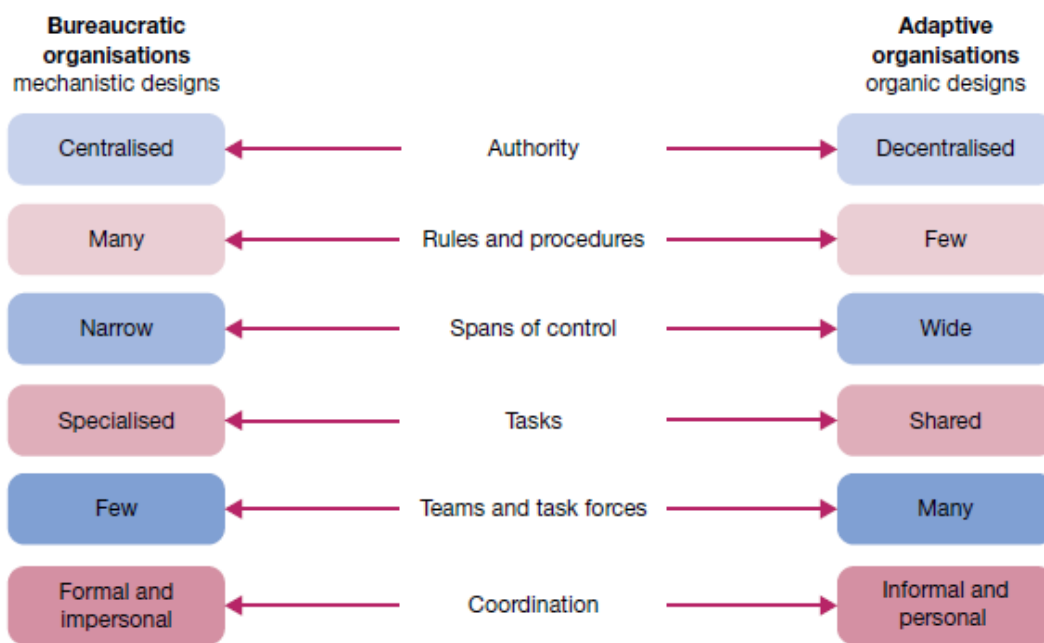 Bureaucratic
organisations
mechanistic designs
Adaptive
organisations
organic designs
Centralised
Authority
Decentralised
Many
Rules and procedures
Few
Narrow
Spans of control
Wide
Specialised
Tasks
Shared
Few
Teams and task forces
Many
Formal and
impersonal
Coordination
Informal and
personal